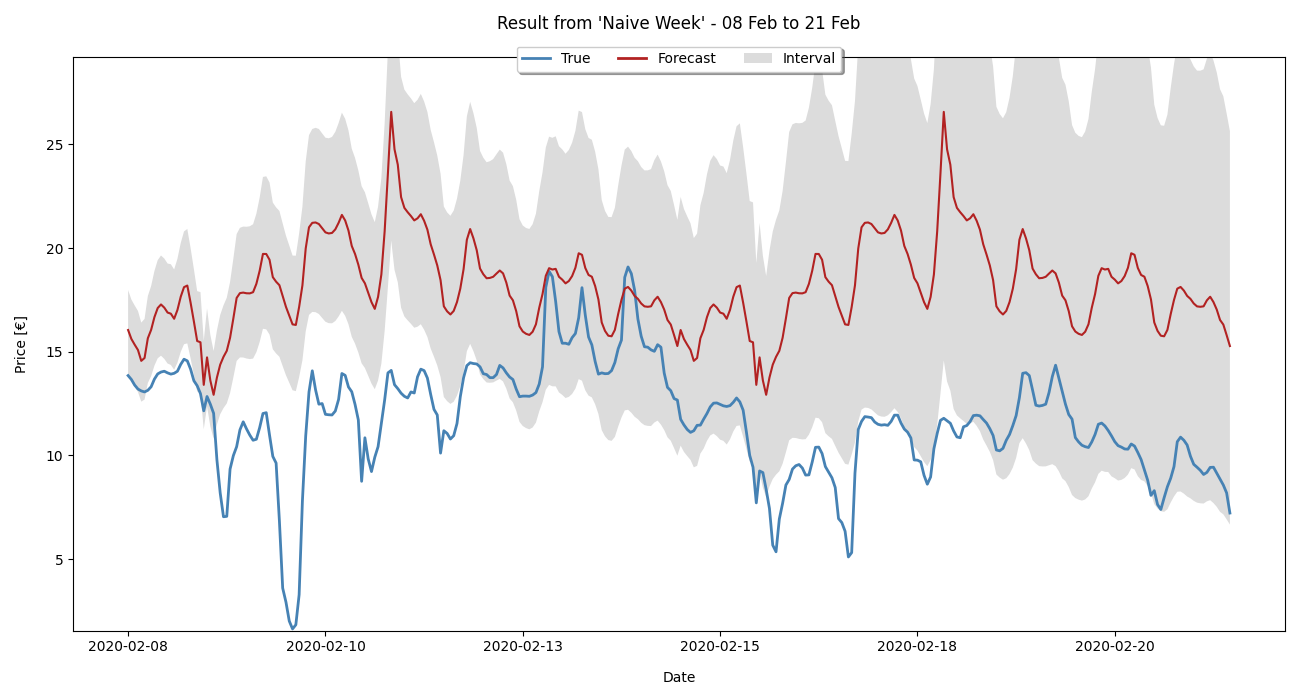 Result from 'Naive Week' - 08 Feb to 21 Feb
True Forecast Interval
Price [€]
25
20
15
10
5
2020-02-08 2020-02-10 2020-02-13 2020-02-15 2020-02-18 2020-02-20
Date